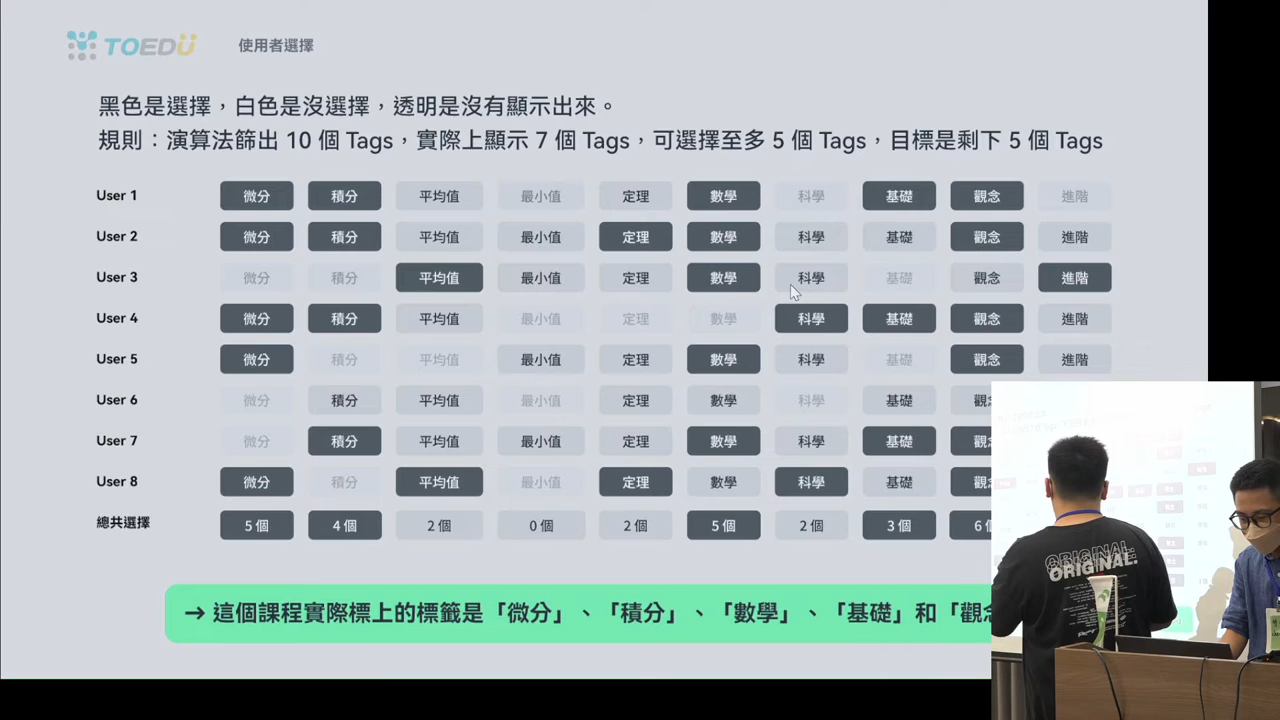 TOEDU 使用者選擇
黑色是選擇，白色是沒選擇，透明是沒有顯示出來。
規則：演算法篩出 10 個 Tags，實際上顯示 7 個 Tags，可選擇至多 5 個 Tags，目標是剩下 5 個 Tags
User 1 微分 積分 平均值 最小值 定理 數學 科學 基礎 觀念 進階
User 2 微分 積分 平均值 最小值 定理 數學 科學 基礎 觀念 進階
User 3 微分 積分 平均值 最小值 定理 數學 科學 基礎 觀念 進階
User 4 微分 積分 平均值 最小值 定理 數學 科學 基礎 觀念 進階
User 5 微分 積分 平均值 最小值 定理 數學 科學 基礎 觀念 進階
User 6 微分 積分 平均值 最小值 定理 數學 科學 基礎 觀
User 7 微分 積分 平均值 最小值 定理 數學 科學 基礎 觀
User 8 微分 積分 平均值 最小值 定理 數學 科學 基礎 觀
總共選擇 5 個 4 個 2 個 0 個 2 個 5 個 2 個 3 個 6 個
→ 這個課程實際標上的標籤是「微分」、「積分」、「數學」、「基礎」和「觀念
ORIGINAL.
ORIGINAL.